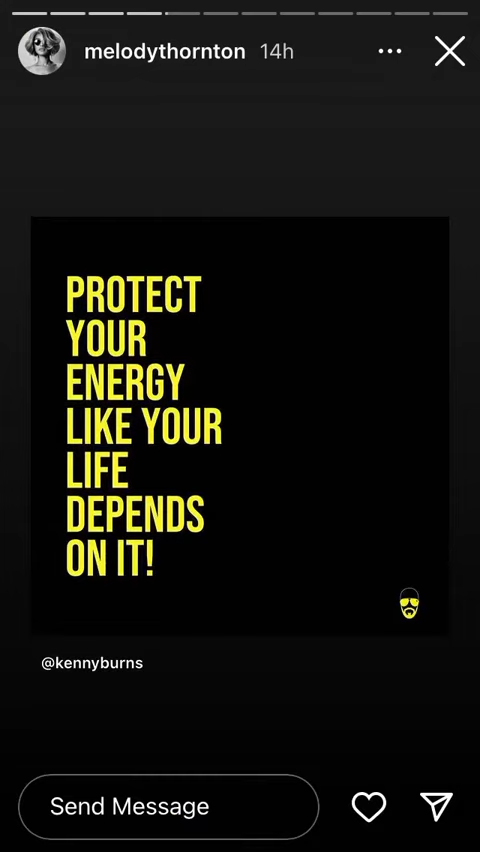 melodythornton 14h
PROTECT
YOUR
ENERGY
LIKE YOUR
LIFE
DEPENDS
ON IT!
@kennyburns
Send Message